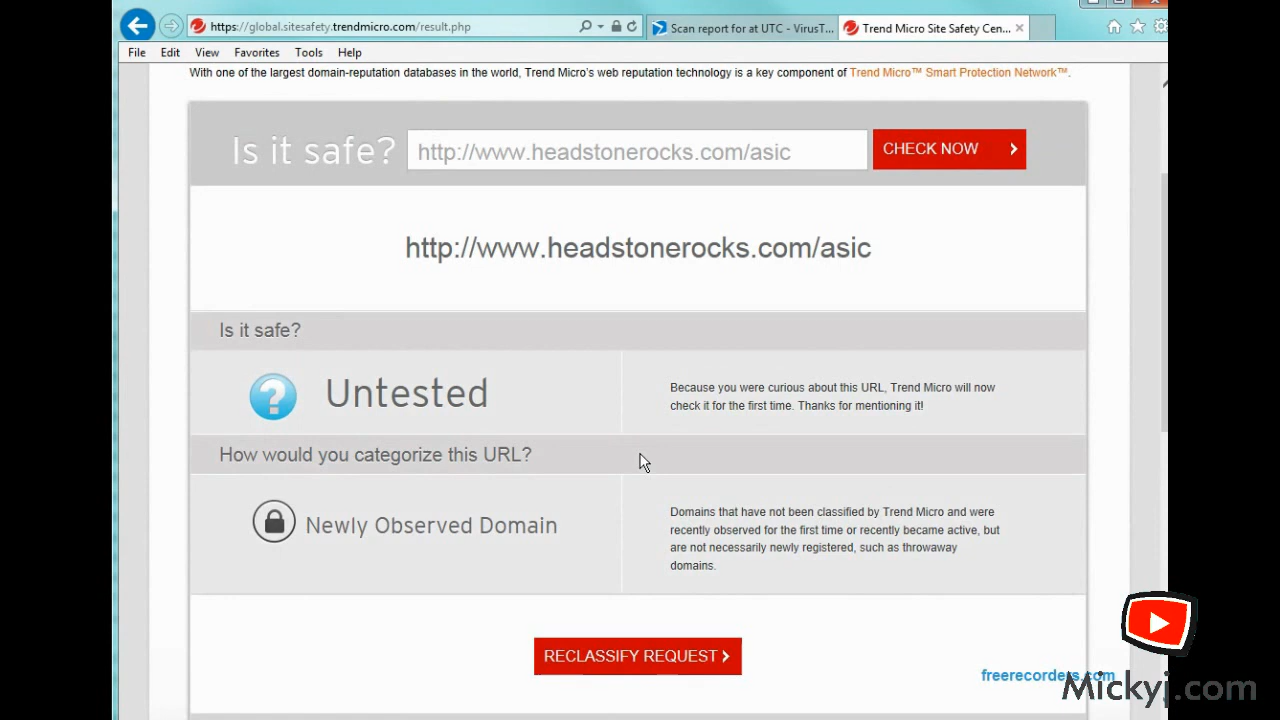 https://global.sitesafety.trendmicro.com/result.php
Scan report for at UTC - VirusT...
Trend Micro Site Safety Cen...
File Edit View Favorites Tools Help
With one of the largest domain-reputation databases in the world, Trend Micro's web reputation technology is a key component of Trend Micro™ Smart Protection Network™.
Is it safe? http://www.headstonerocks.com/asic CHECK NOW
http://www.headstonerocks.com/asic
Is it safe?
Untested
Because you were curious about this URL, Trend Micro will now
check it for the first time. Thanks for mentioning it!
How would you categorize this URL?
Newly Observed Domain
Domains that have not been classified by Trend Micro and were
recently observed for the first time or recently became active, but
are not necessarily newly registered, such as throwaway
domains.
RECLASSIFY REQUEST
freerecorders.com
Mickyj.com